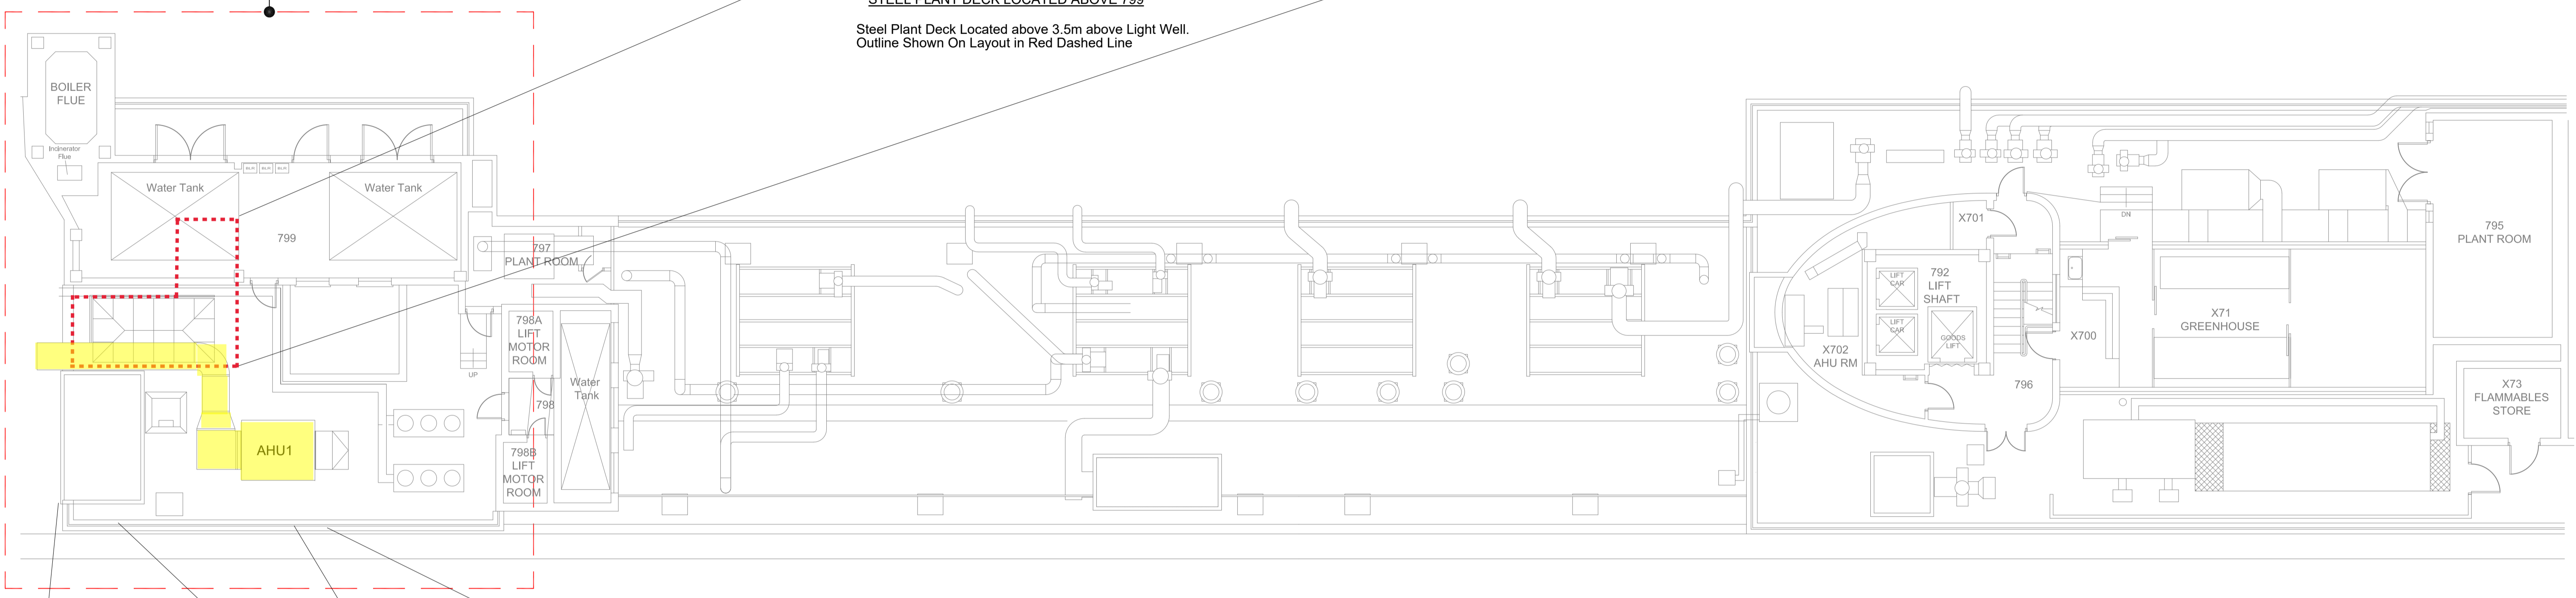 STEEL PLANT DECK LOCATED ABOVE 799
Steel Plant Deck Located above 3.5m above Light Well.
Outline Shown On Layout in Red Dashed Line
BOILER
FLUE
Incinerator
Flue
Water Tank
Water Tank
799
797
PLANT ROOM
798A
LIFT
MOTOR
ROOM
UP
Water
Tank
798
798B
LIFT
MOTOR
ROOM
AHU1
X701
792
LIFT
SHAFT
LIFT
CAR
LIFT
CAR
GOODS
LIFT
X702
AHU RM
DN
X700
796
X71
GREENHOUSE
795
PLANT ROOM
X73
FLAMMABLES
STORE